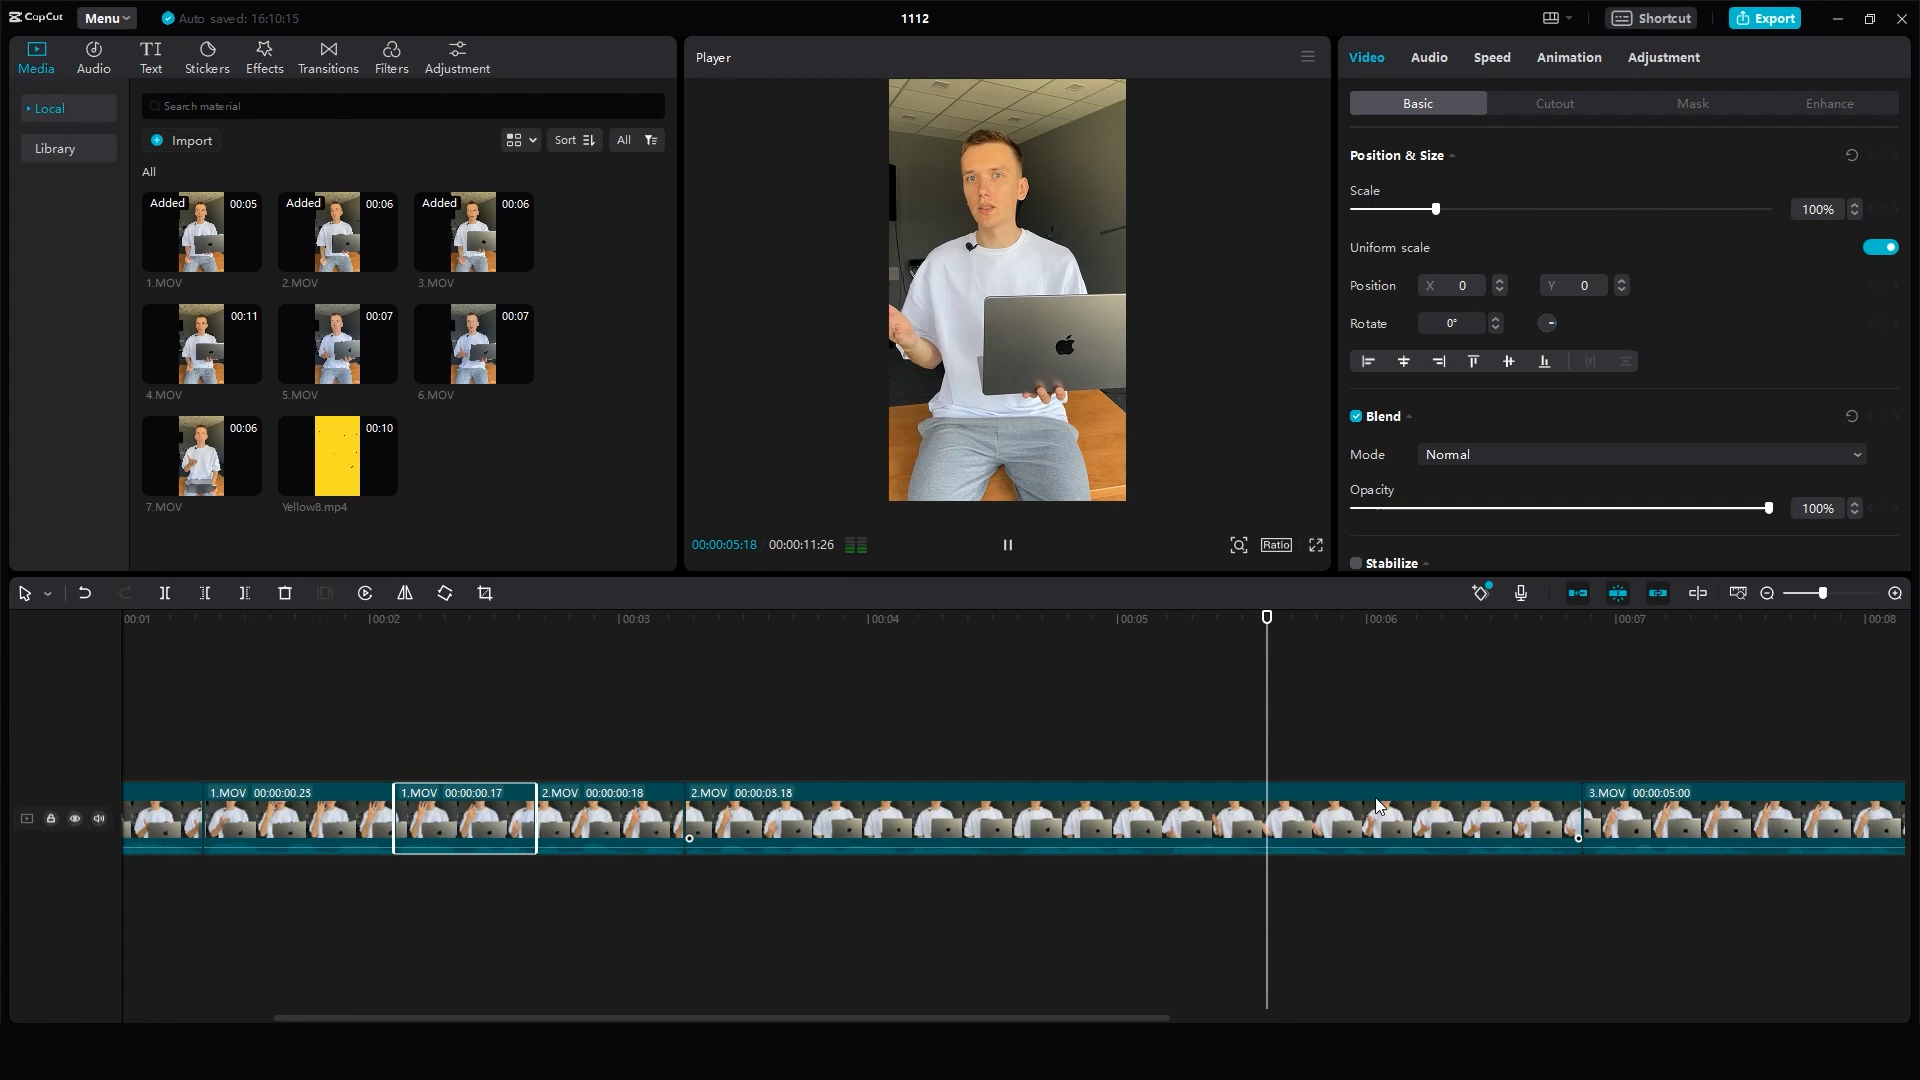 CapCut
Menu
Auto saved: 16:10:15
1112
Shortcut
Export
Media
Audio
Text
Stickers
Effects
Transitions
Filters
Adjustment
Local
Library
Search material
Import
Sort
All
All
Added 00:05
1.MOV
Added 00:06
2.MOV
Added 00:06
3.MOV
00:11
4.MOV
00:07
5.MOV
00:07
6.MOV
00:06
7.MOV
00:10
Yellow8.mp4
Player
00:00:05:18 00:00:11:26
Ratio
Video
Audio
Speed
Animation
Adjustment
Basic
Cutout
Mask
Enhance
Position & Size
Scale
100%
Uniform scale
Position X 0 Y 0
Rotate 0°
Blend
Mode Normal
Opacity
100%
Stabilize
00:01 00:02 00:03 00:04 00:05 00:06 00:07 00:08
1.MOV 00:00:00.23
1.MOV 00:00:00.17
2.MOV 00:00:00:18
2.MOV 00:00:03.18
3.MOV 00:00:05:00